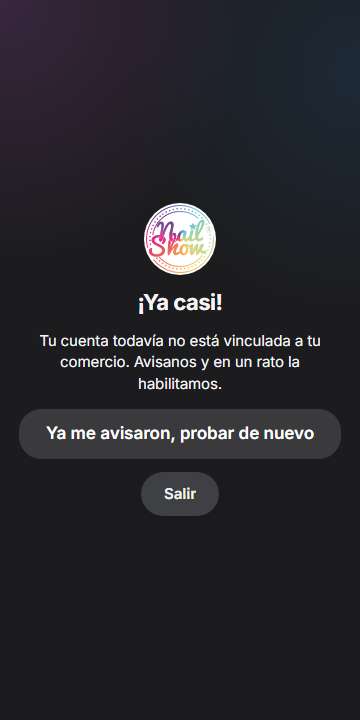 Nail
Show
¡Ya casi!
Tu cuenta todavía no está vinculada a tu
comercio. Avisanos y en un rato la
habilitamos.
Ya me avisaron, probar de nuevo
Salir